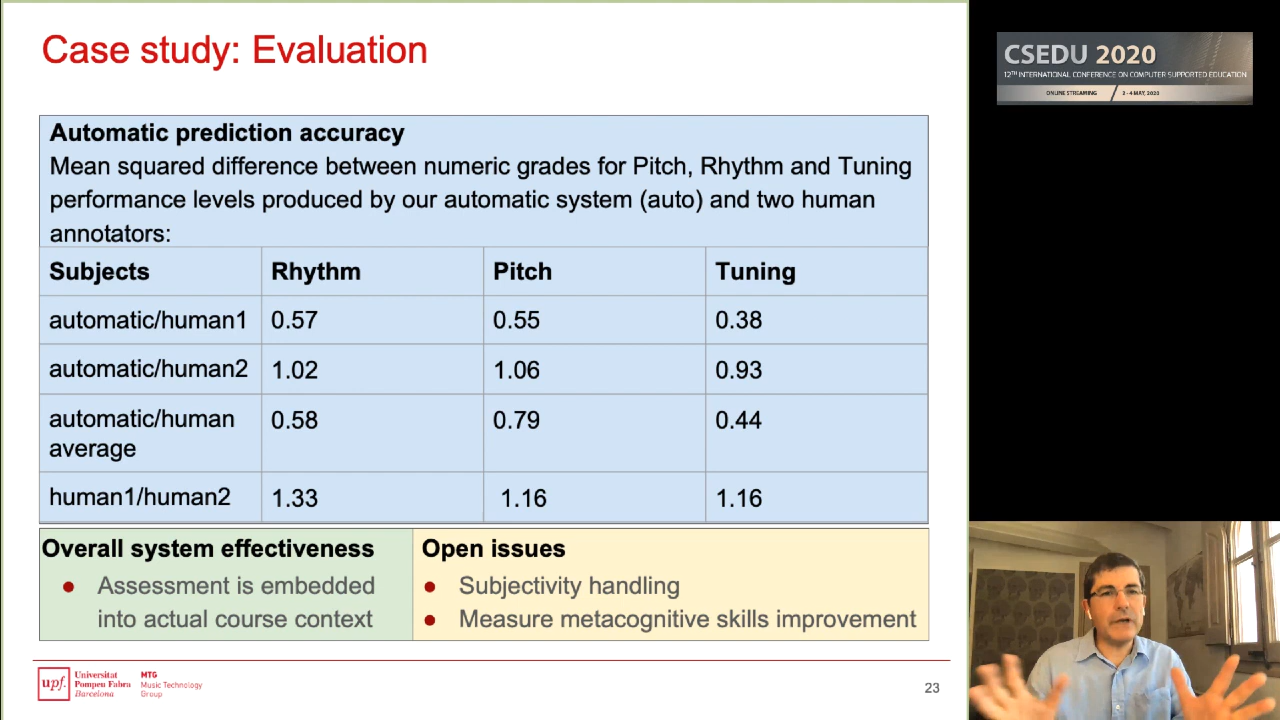 Case study: Evaluation
Automatic prediction accuracy
Mean squared difference between numeric grades for Pitch, Rhythm and Tuning
performance levels produced by our automatic system (auto) and two human
annotators:
Subjects Rhythm Pitch Tuning
automatic/human1 0.57 0.55 0.38
automatic/human2 1.02 1.06 0.93
automatic/human 0.58 0.79 0.44
average
human1/human2 1.33 1.16 1.16
Overall system effectiveness
● Assessment is embedded
into actual course context
Open issues
● Subjectivity handling
● Measure metacognitive skills improvement
upf.
Universitat
Pompeu Fabra
Barcelona
MTG
Music Technology
Group
23
CSEDU 2020
12TH INTERNATIONAL CONFERENCE ON COMPUTER SUPPORTED EDUCATION
ONLINE STREAMING / 2 - 4 MAY, 2020